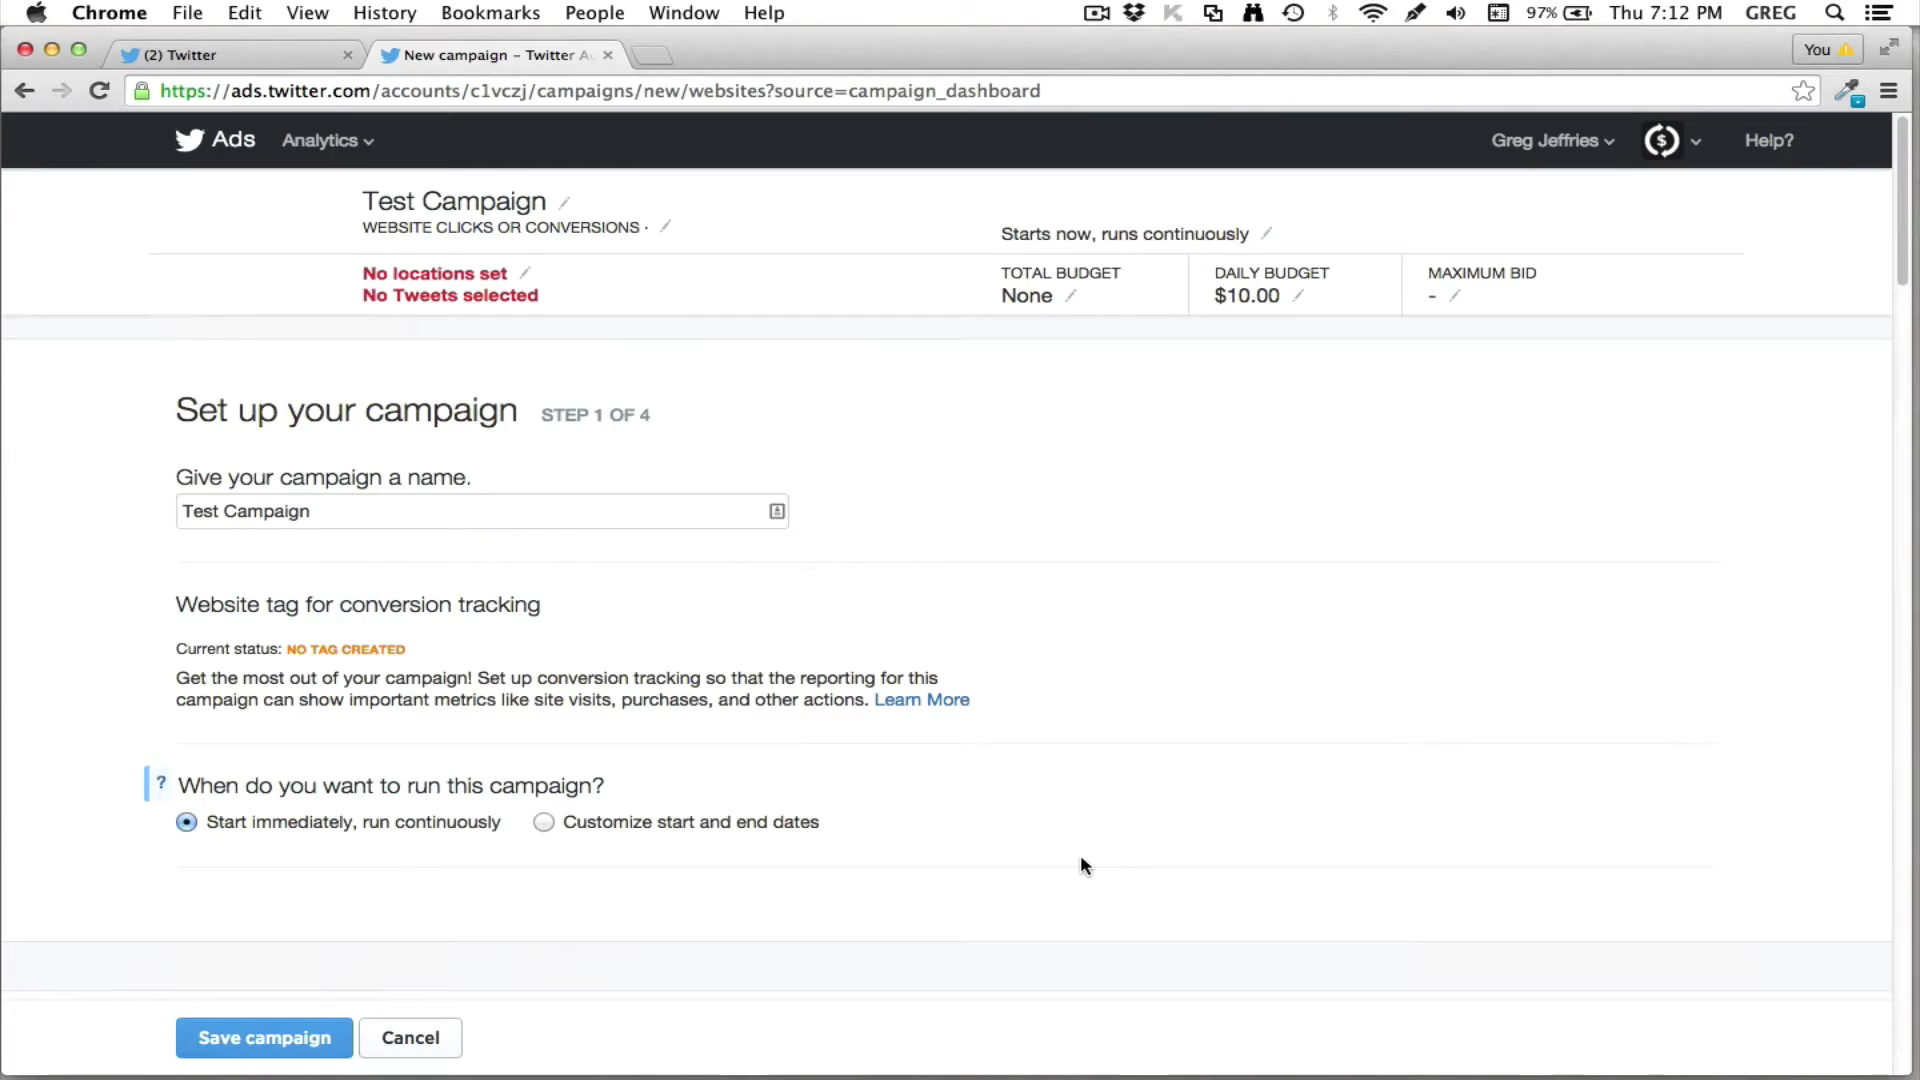 Chrome File Edit View History Bookmarks People Window Help 97% Thu 7:12 PM GREG
(2) Twitter New campaign – Twitter A You
https://ads.twitter.com/accounts/c1vczj/campaigns/new/websites?source=campaign_dashboard
Ads Analytics Greg Jeffries $ Help?
Test Campaign
WEBSITE CLICKS OR CONVERSIONS ·
Starts now, runs continuously
No locations set
No Tweets selected
TOTAL BUDGET DAILY BUDGET MAXIMUM BID
None $10.00 -
Set up your campaign STEP 1 OF 4
Give your campaign a name.
Test Campaign
Website tag for conversion tracking
Current status: NO TAG CREATED
Get the most out of your campaign! Set up conversion tracking so that the reporting for this
campaign can show important metrics like site visits, purchases, and other actions. Learn More
? When do you want to run this campaign?
Start immediately, run continuously Customize start and end dates
Save campaign Cancel